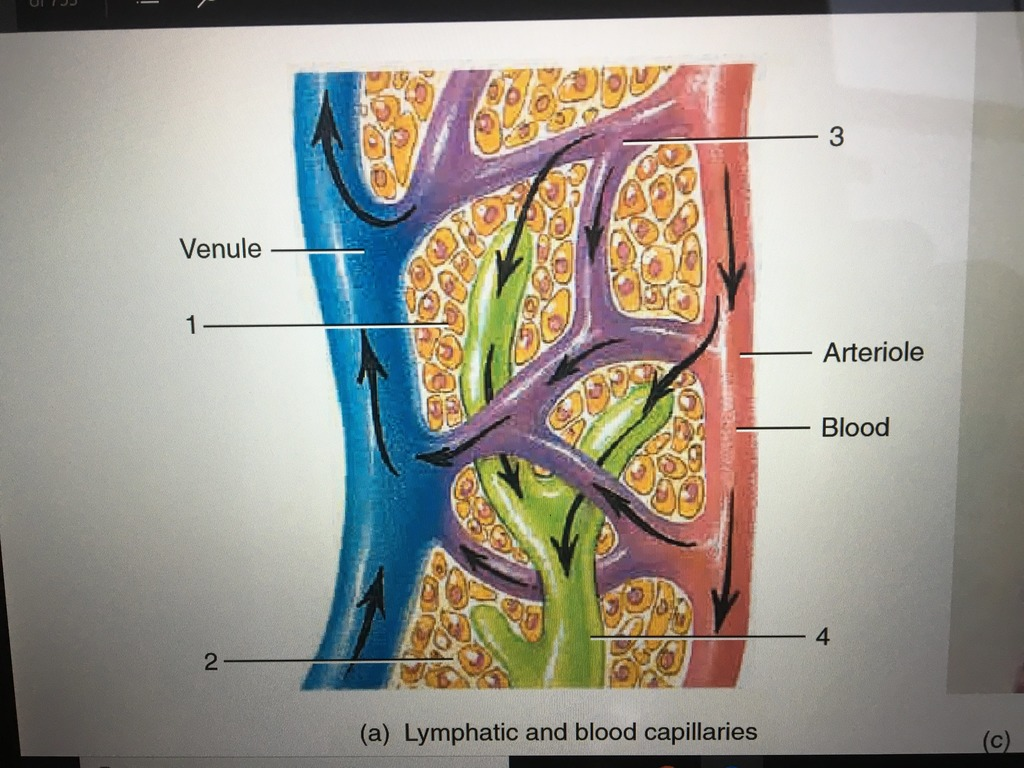 3
Venule
1
Arteriole
Blood
4
2
(a) Lymphatic and blood capillaries
(c)